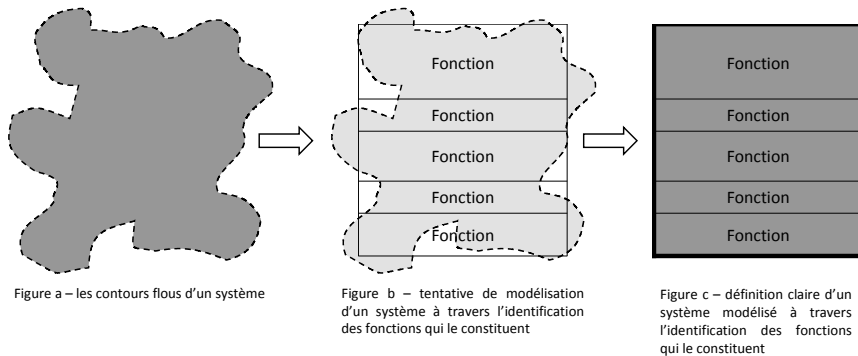 Fonction
Fonction
Fonction
Fonction
Fonction
Fonction
Fonction
Fonction
Fonction
Fonction
Figure a – les contours flous d’un système
Figure b – tentative de modélisation
d’un système à travers l’identification
des fonctions qui le constituent
Figure c – définition claire d’un
système modélisé à travers
l’identification des fonctions
qui le constituent